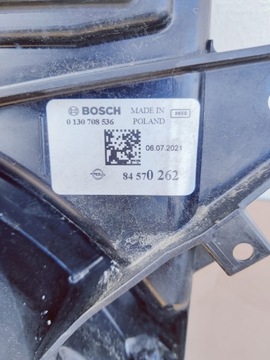 BOSCH
MADE IN
POLAND
0 130 708 536
06.07.2021
84 570 262